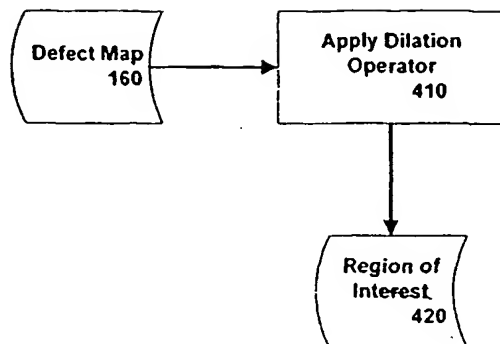 Defect Map
160
Apply Dilation
Operator
410
Region of
Interest
420